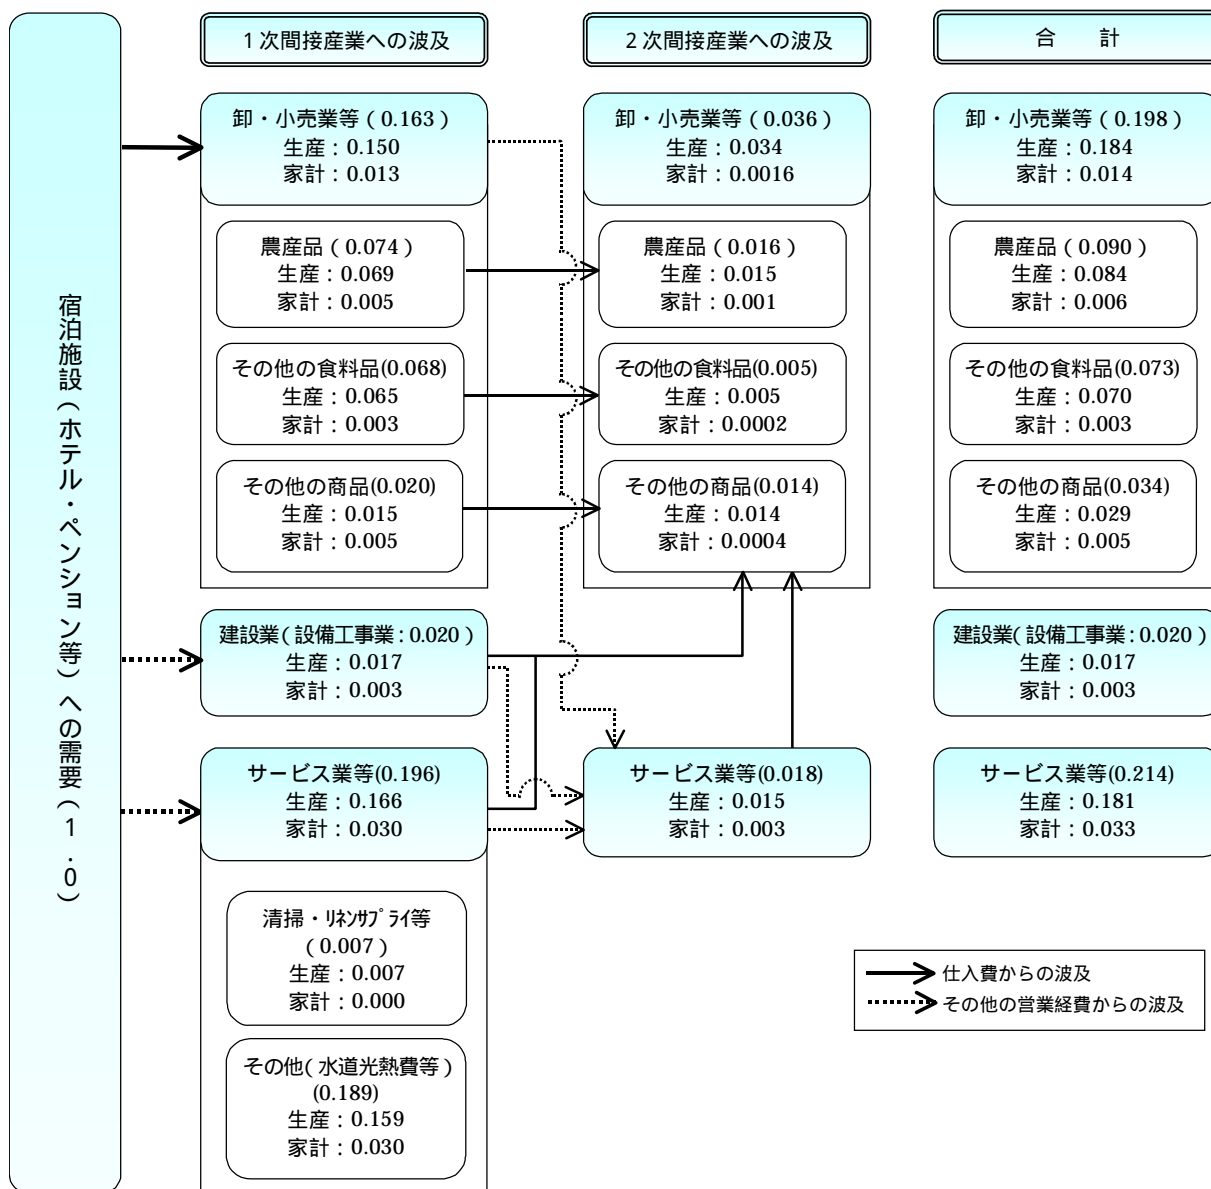 宿泊施設(ホテル・ペンション等)への需要(1.0)
1次間接産業への波及
卸・小売業等(0.163)
生産:0.150
家計:0.013
農産品(0.074)
生産:0.069
家計:0.005
その他の食料品(0.068)
生産:0.065
家計:0.003
その他の商品(0.020)
生産:0.015
家計:0.005
建設業(設備工事業:0.020)
生産:0.017
家計:0.003
サービス業等(0.196)
生産:0.166
家計:0.030
清掃・リネンサプライ等
(0.007)
生産:0.007
家計:0.000
その他(水道光熱費等)
(0.189)
生産:0.159
家計:0.030
2次間接産業への波及
卸・小売業等(0.036)
生産:0.034
家計:0.0016
農産品(0.016)
生産:0.015
家計:0.001
その他の食料品(0.005)
生産:0.005
家計:0.0002
その他の商品(0.014)
生産:0.014
家計:0.0004
サービス業等(0.018)
生産:0.015
家計:0.003
合 計
卸・小売業等(0.198)
生産:0.184
家計:0.014
農産品(0.090)
生産:0.084
家計:0.006
その他の食料品(0.073)
生産:0.070
家計:0.003
その他の商品(0.034)
生産:0.029
家計:0.005
建設業(設備工事業:0.020)
生産:0.017
家計:0.003
サービス業等(0.214)
生産:0.181
家計:0.033
仕入費からの波及
その他の営業経費からの波及